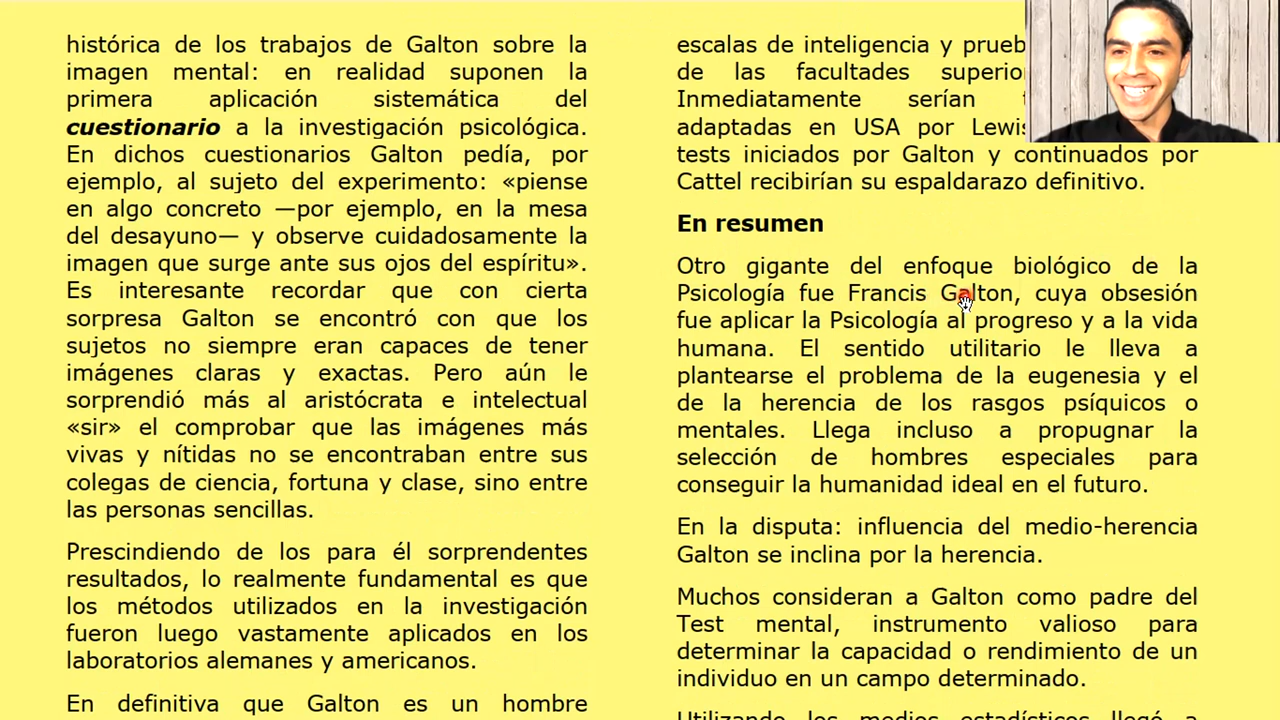 histórica de los trabajos de Galton sobre la
imagen mental: en realidad suponen la
primera aplicación sistemática del
cuestionario a la investigación psicológica.
En dichos cuestionarios Galton pedía, por
ejemplo, al sujeto del experimento: «piense
en algo concreto —por ejemplo, en la mesa
del desayuno— y observe cuidadosamente la
imagen que surge ante sus ojos del espíritu».
Es interesante recordar que con cierta
sorpresa Galton se encontró con que los
sujetos no siempre eran capaces de tener
imágenes claras y exactas. Pero aún le
sorprendió más al aristócrata e intelectual
«sir» el comprobar que las imágenes más
vivas y nítidas no se encontraban entre sus
colegas de ciencia, fortuna y clase, sino entre
las personas sencillas.
Prescindiendo de los para él sorprendentes
resultados, lo realmente fundamental es que
los métodos utilizados en la investigación
fueron luego vastamente aplicados en los
laboratorios alemanes y americanos.
En definitiva que Galton es un hombre
escalas de inteligencia y
de las facultades
Inmediatamente serían
adaptadas en USA por
tests iniciados por Galton y continuados por
Cattel recibirían su espaldarazo definitivo.
En resumen
Otro gigante del enfoque biológico de la
Psicología fue Francis Galton, cuya obsesión
fue aplicar la Psicología al progreso y a la vida
humana. El sentido utilitario le lleva a
plantearse el problema de la eugenesia y el
de la herencia de los rasgos psíquicos o
mentales. Llega incluso a propugnar la
selección de hombres especiales para
conseguir la humanidad ideal en el futuro.
En la disputa: influencia del medio-herencia
Galton se inclina por la herencia.
Muchos consideran a Galton como padre del
Test mental, instrumento valioso para
determinar la capacidad o rendimiento de un
individuo en un campo determinado.
Utilizando los medios estadísticos llegó a